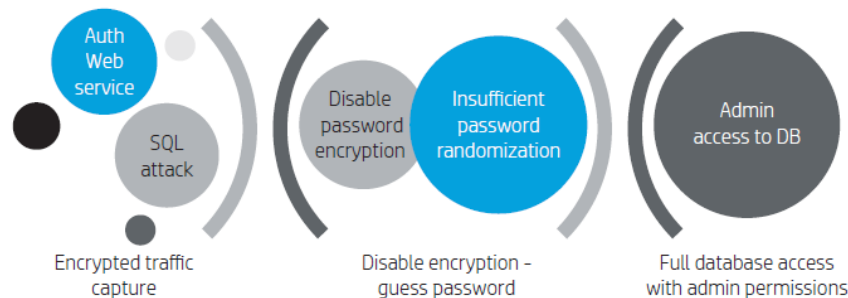 Auth
Web
service
SQL
attack
Encrypted traffic
capture
Disable
password
encryption
Insufficient
password
randomization
Disable encryption -
guess password
Admin
access to DB
Full database access
with admin permissions